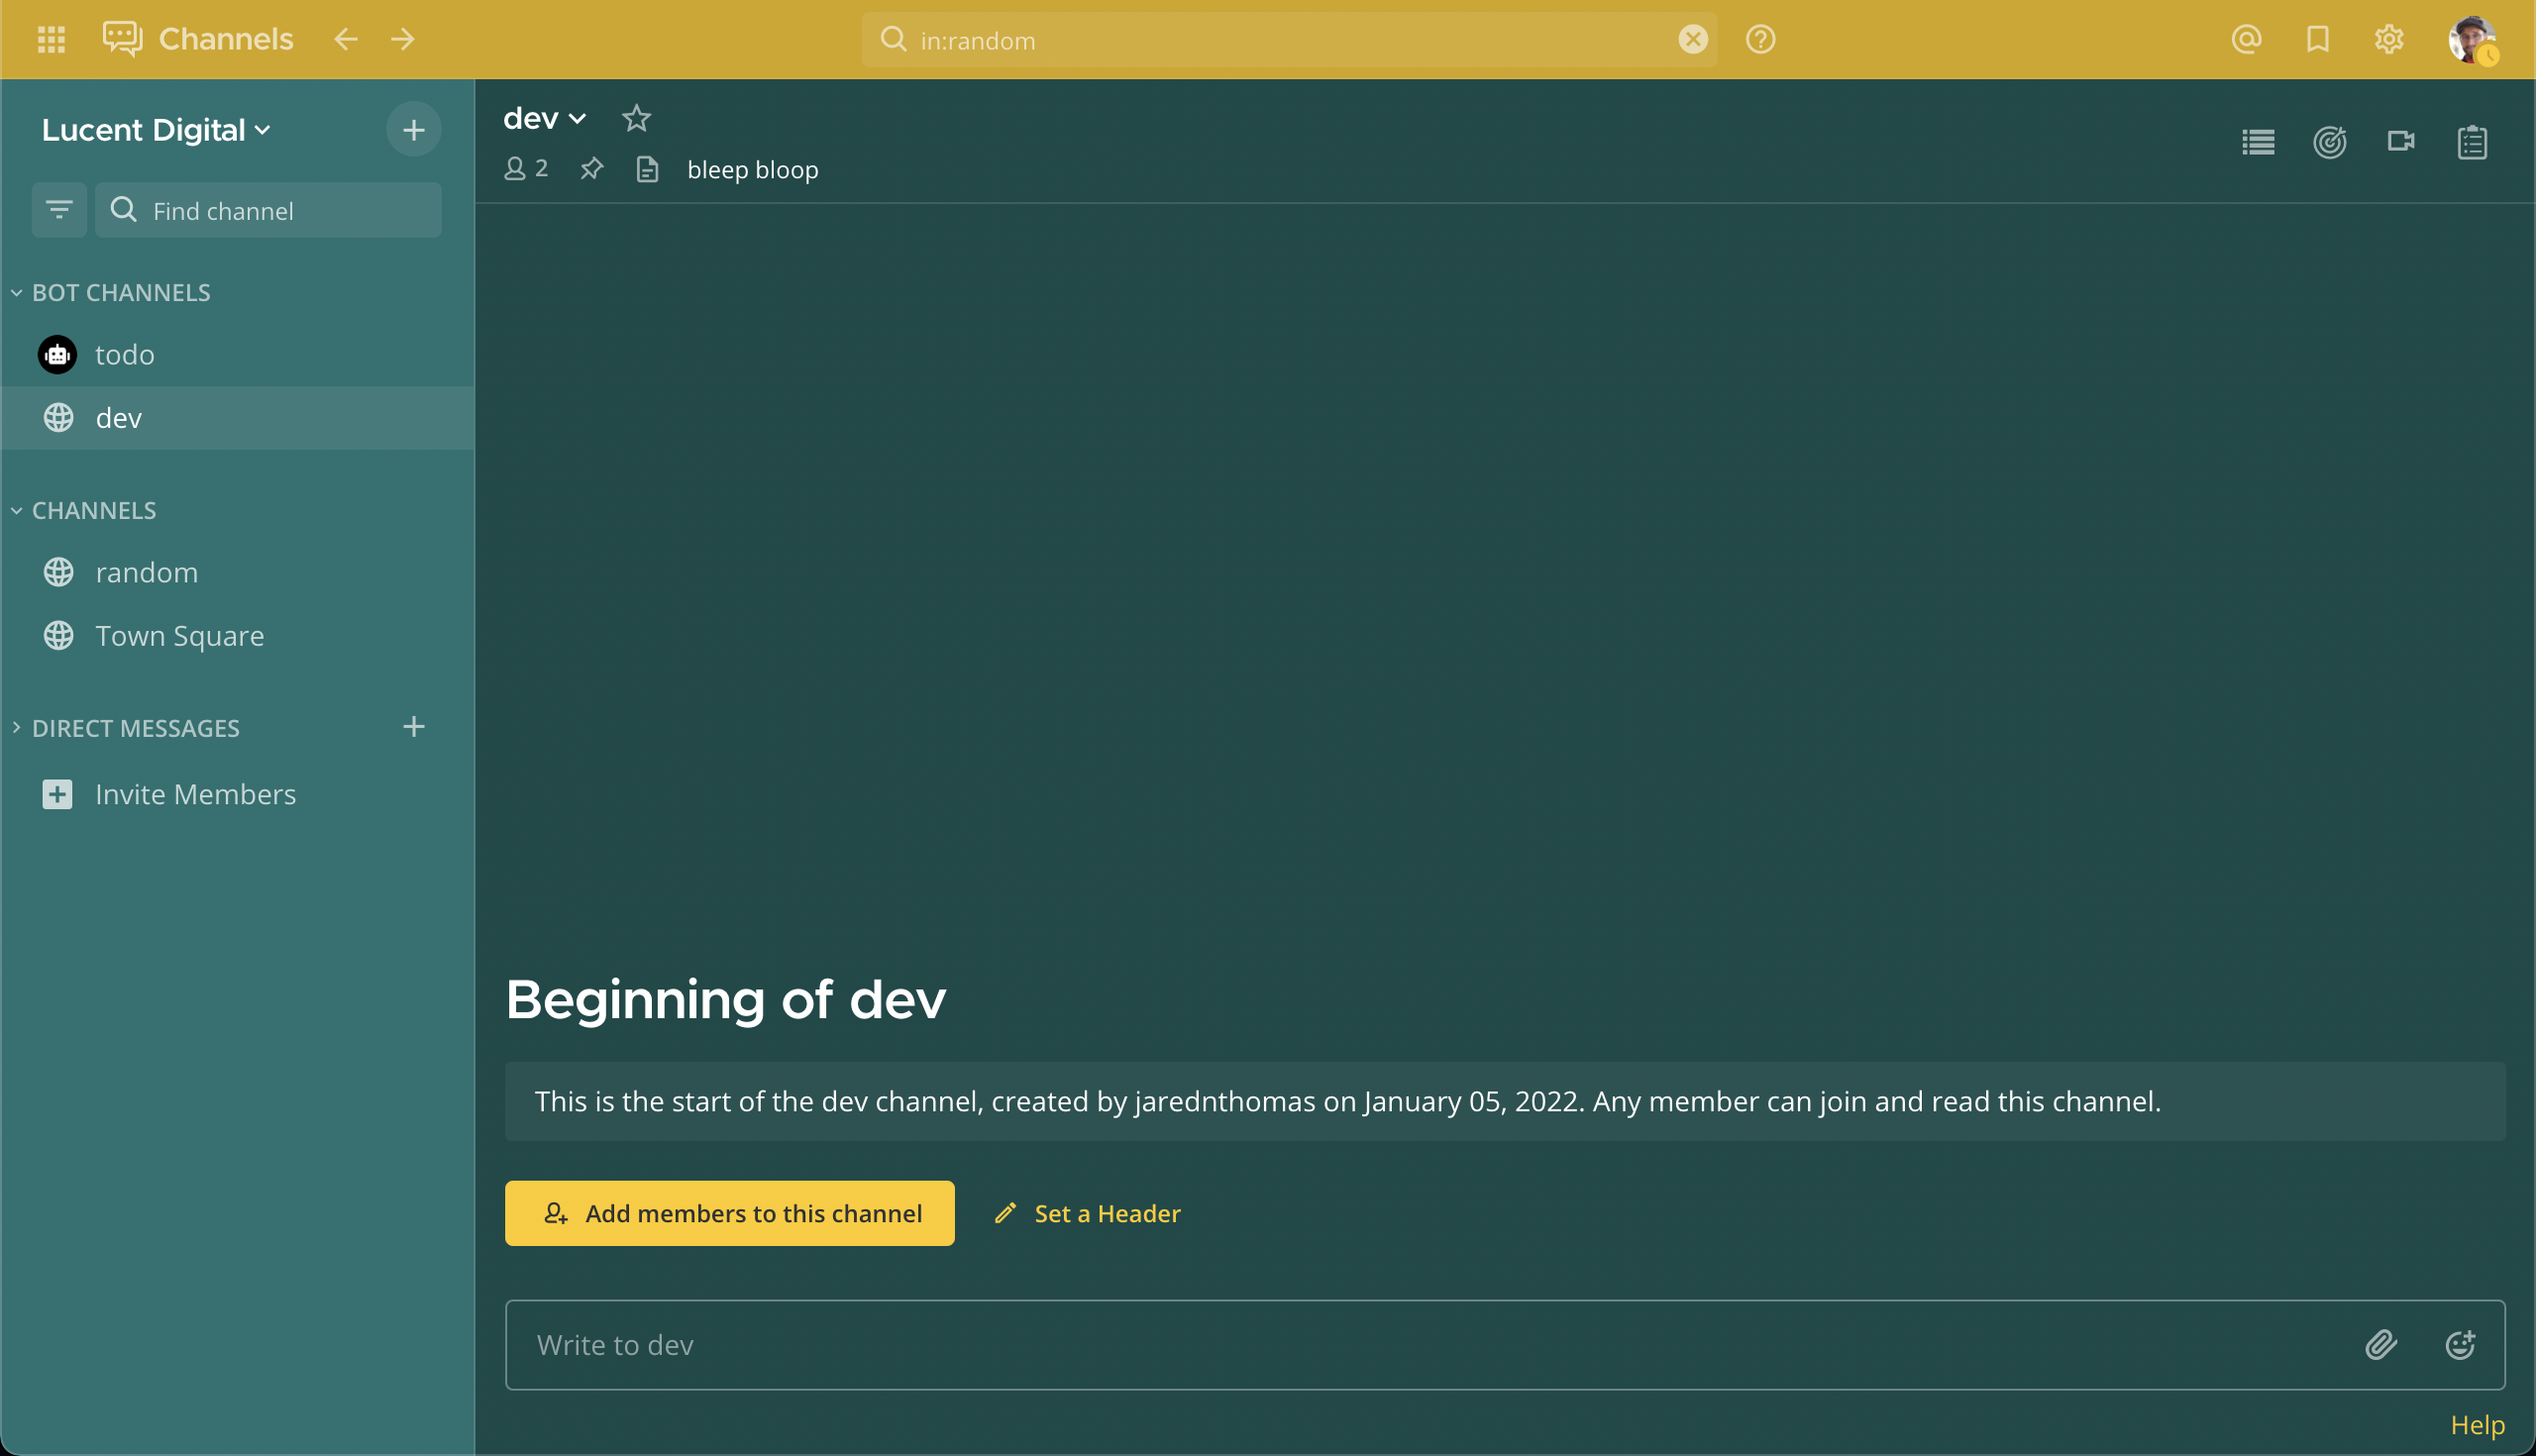 Channels
in:random
Lucent Digital
Find channel
BOT CHANNELS
todo
dev
CHANNELS
random
Town Square
DIRECT MESSAGES
Invite Members
dev
2
bleep bloop
Beginning of dev
This is the start of the dev channel, created by jarednthomas on January 05, 2022. Any member can join and read this channel.
Add members to this channel
Set a Header
Write to dev
Help